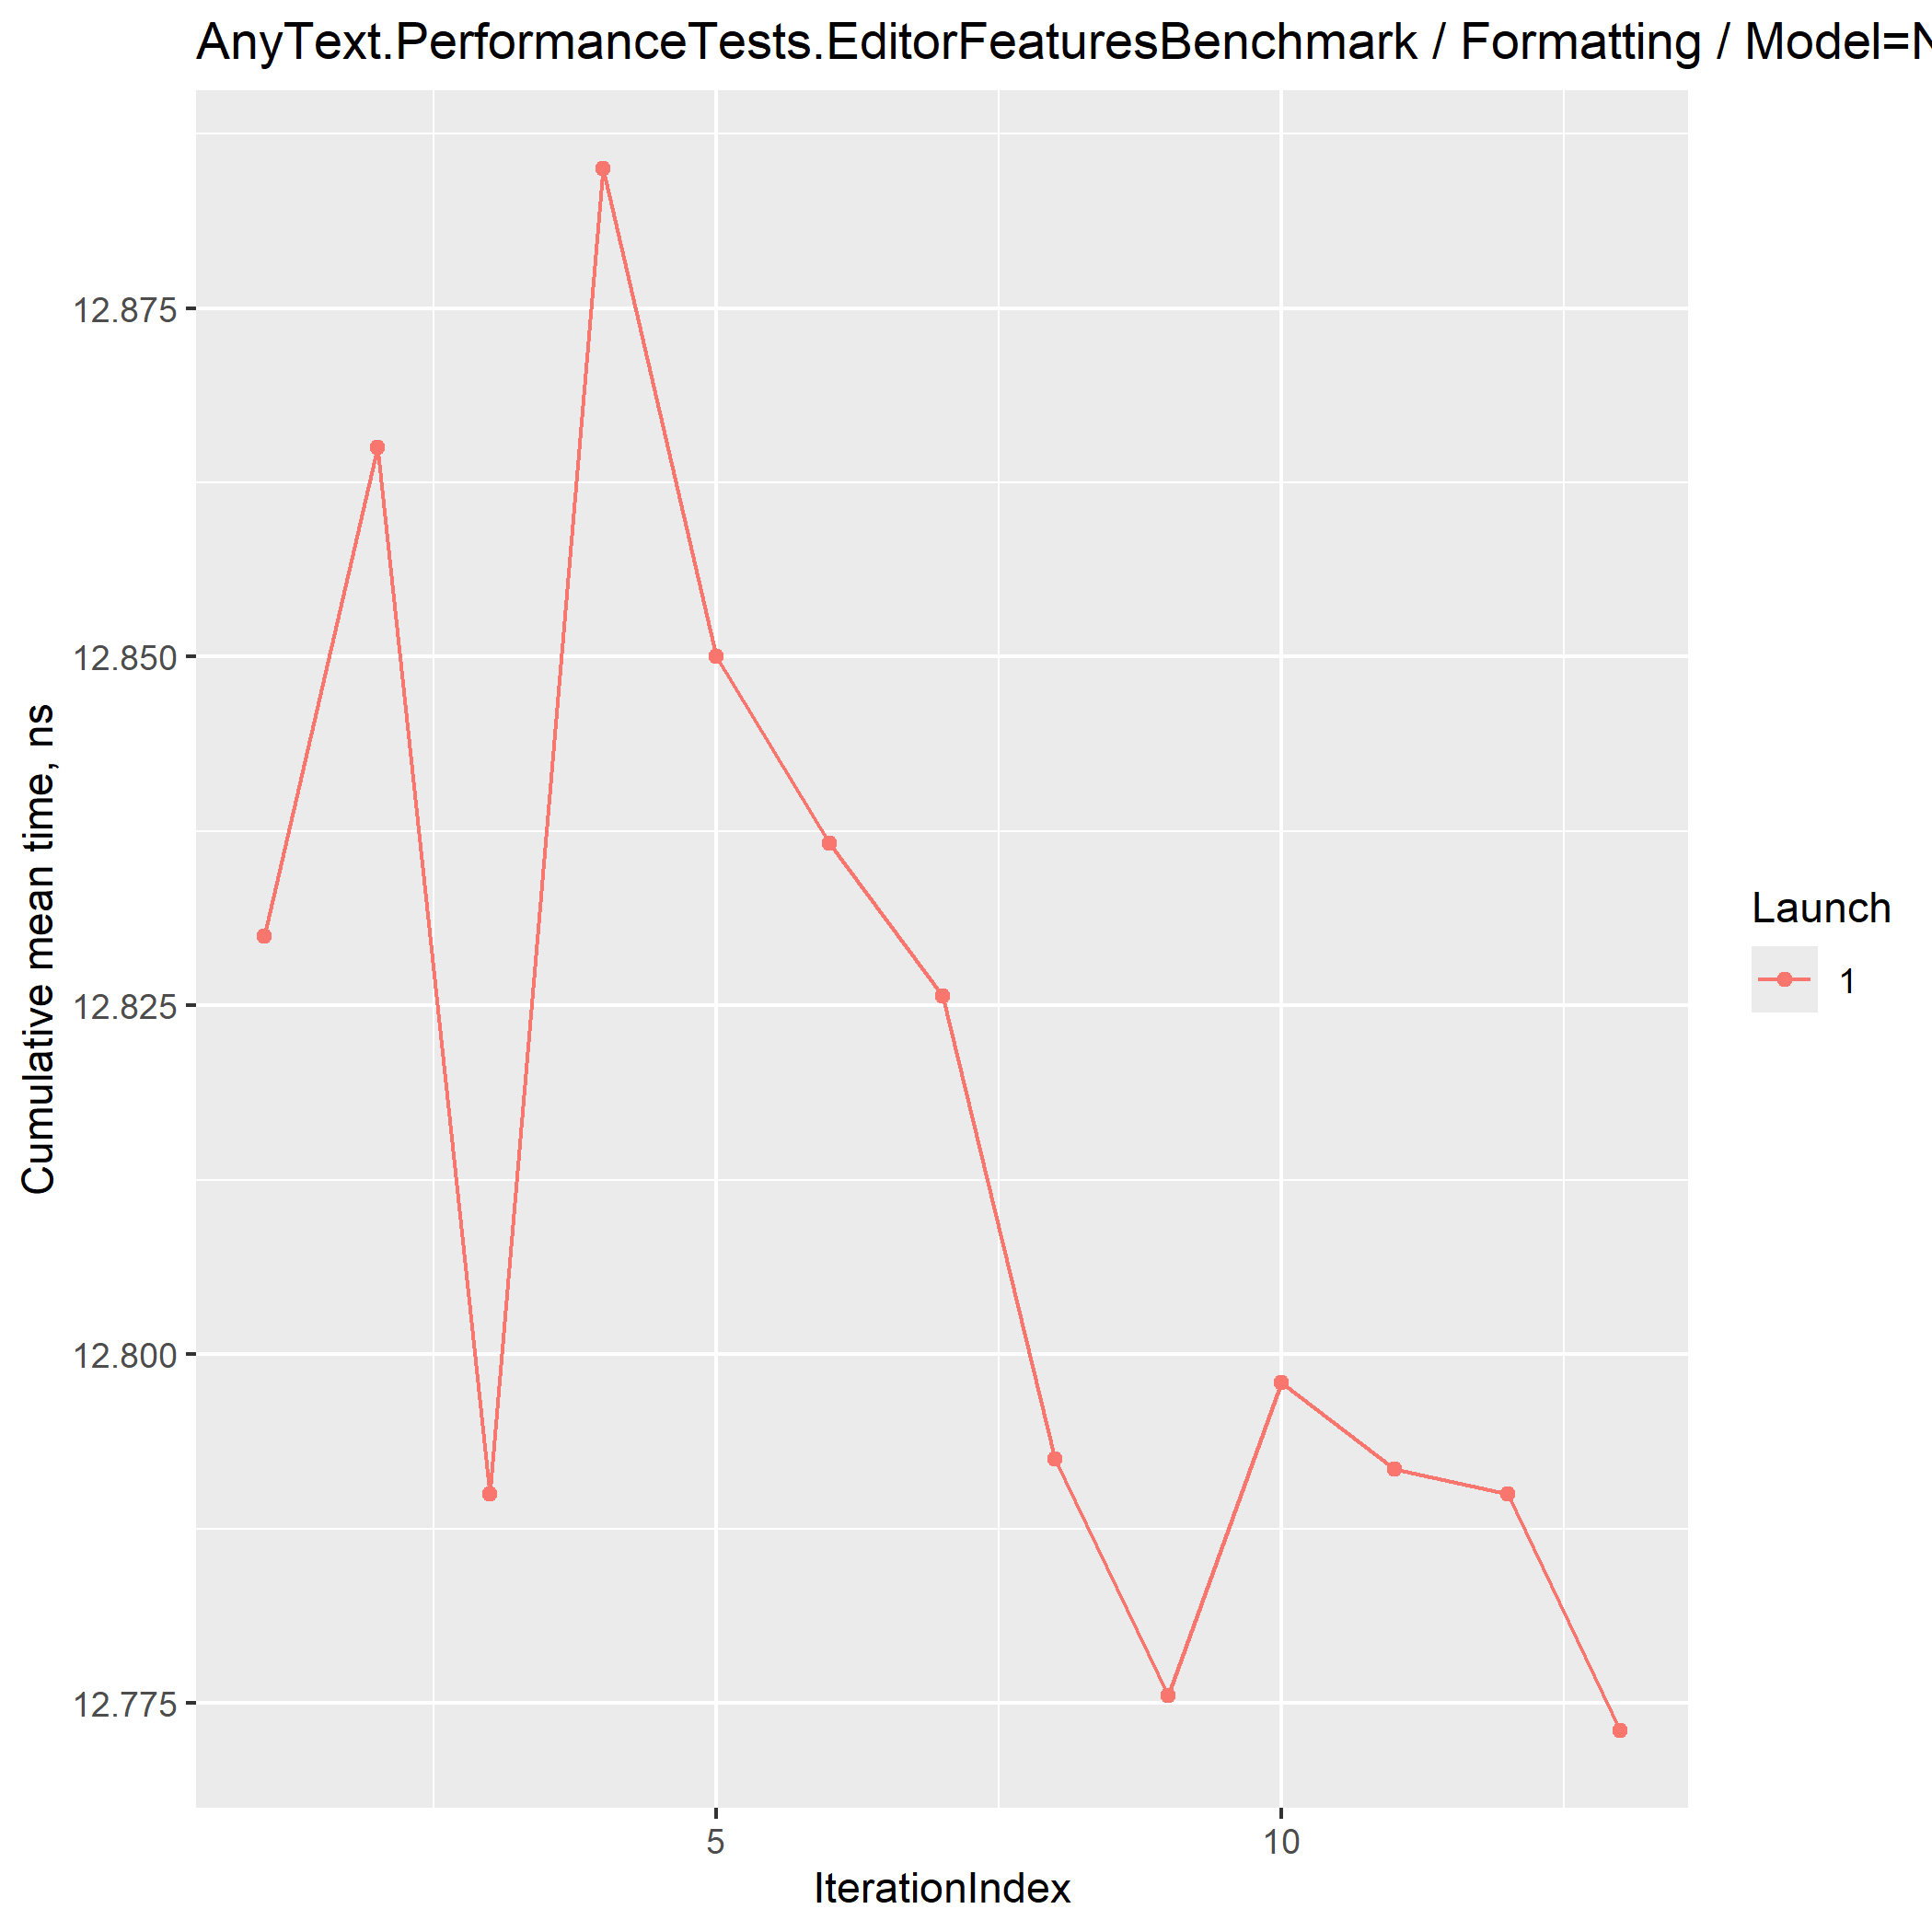 AnyText.PerformanceTests.EditorFeaturesBenchmark / Formatting / Model=N
12.875
12.850
12.825
12.800
12.775
Cumulative mean time, ns
5
10
IterationIndex
Launch
1